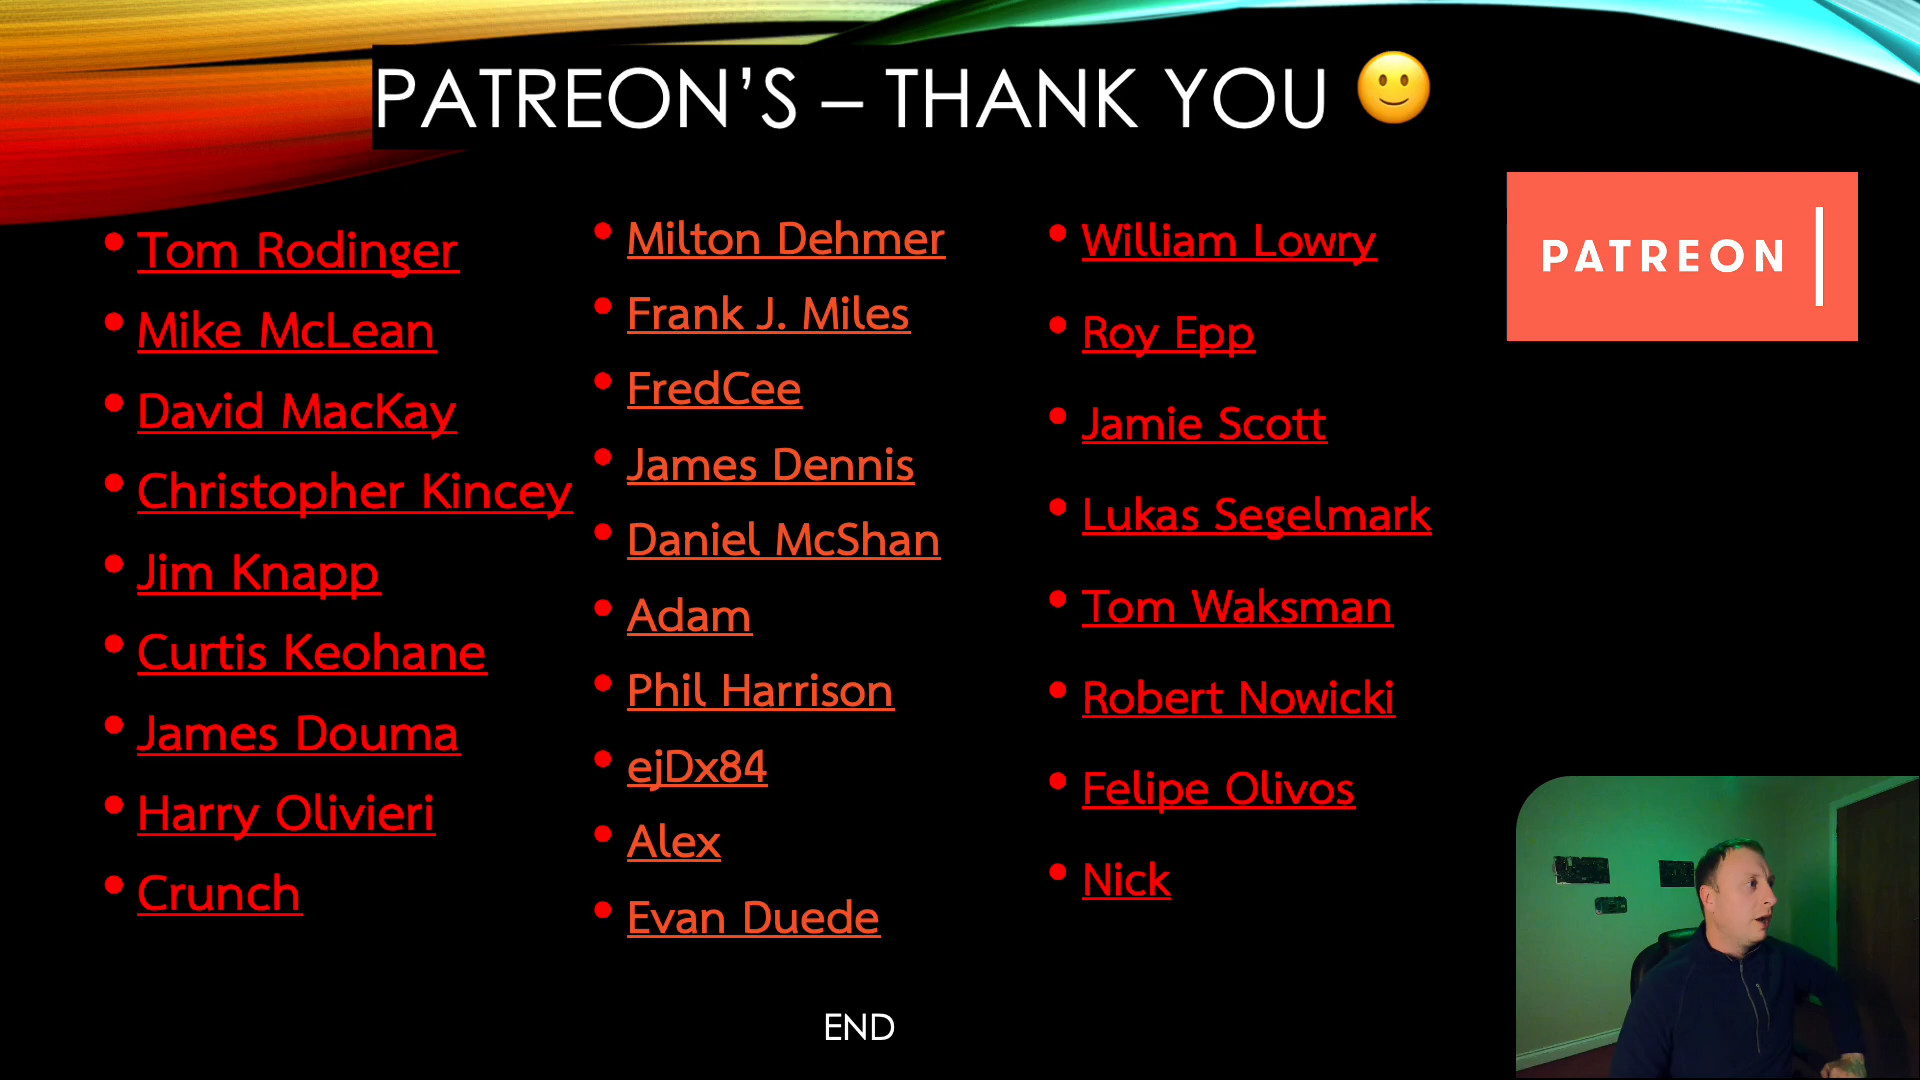 PATREON’S – THANK YOU 🙂
Tom Rodinger
Mike McLean
David MacKay
Christopher Kincey
Jim Knapp
Curtis Keohane
James Douma
Harry Olivieri
Crunch
Milton Dehmer
Frank J. Miles
FredCee
James Dennis
Daniel McShan
Adam
Phil Harrison
ejDx84
Alex
Evan Duede
William Lowry
Roy Epp
Jamie Scott
Lukas Segelmark
Tom Waksman
Robert Nowicki
Felipe Olivos
Nick
PATREON
END